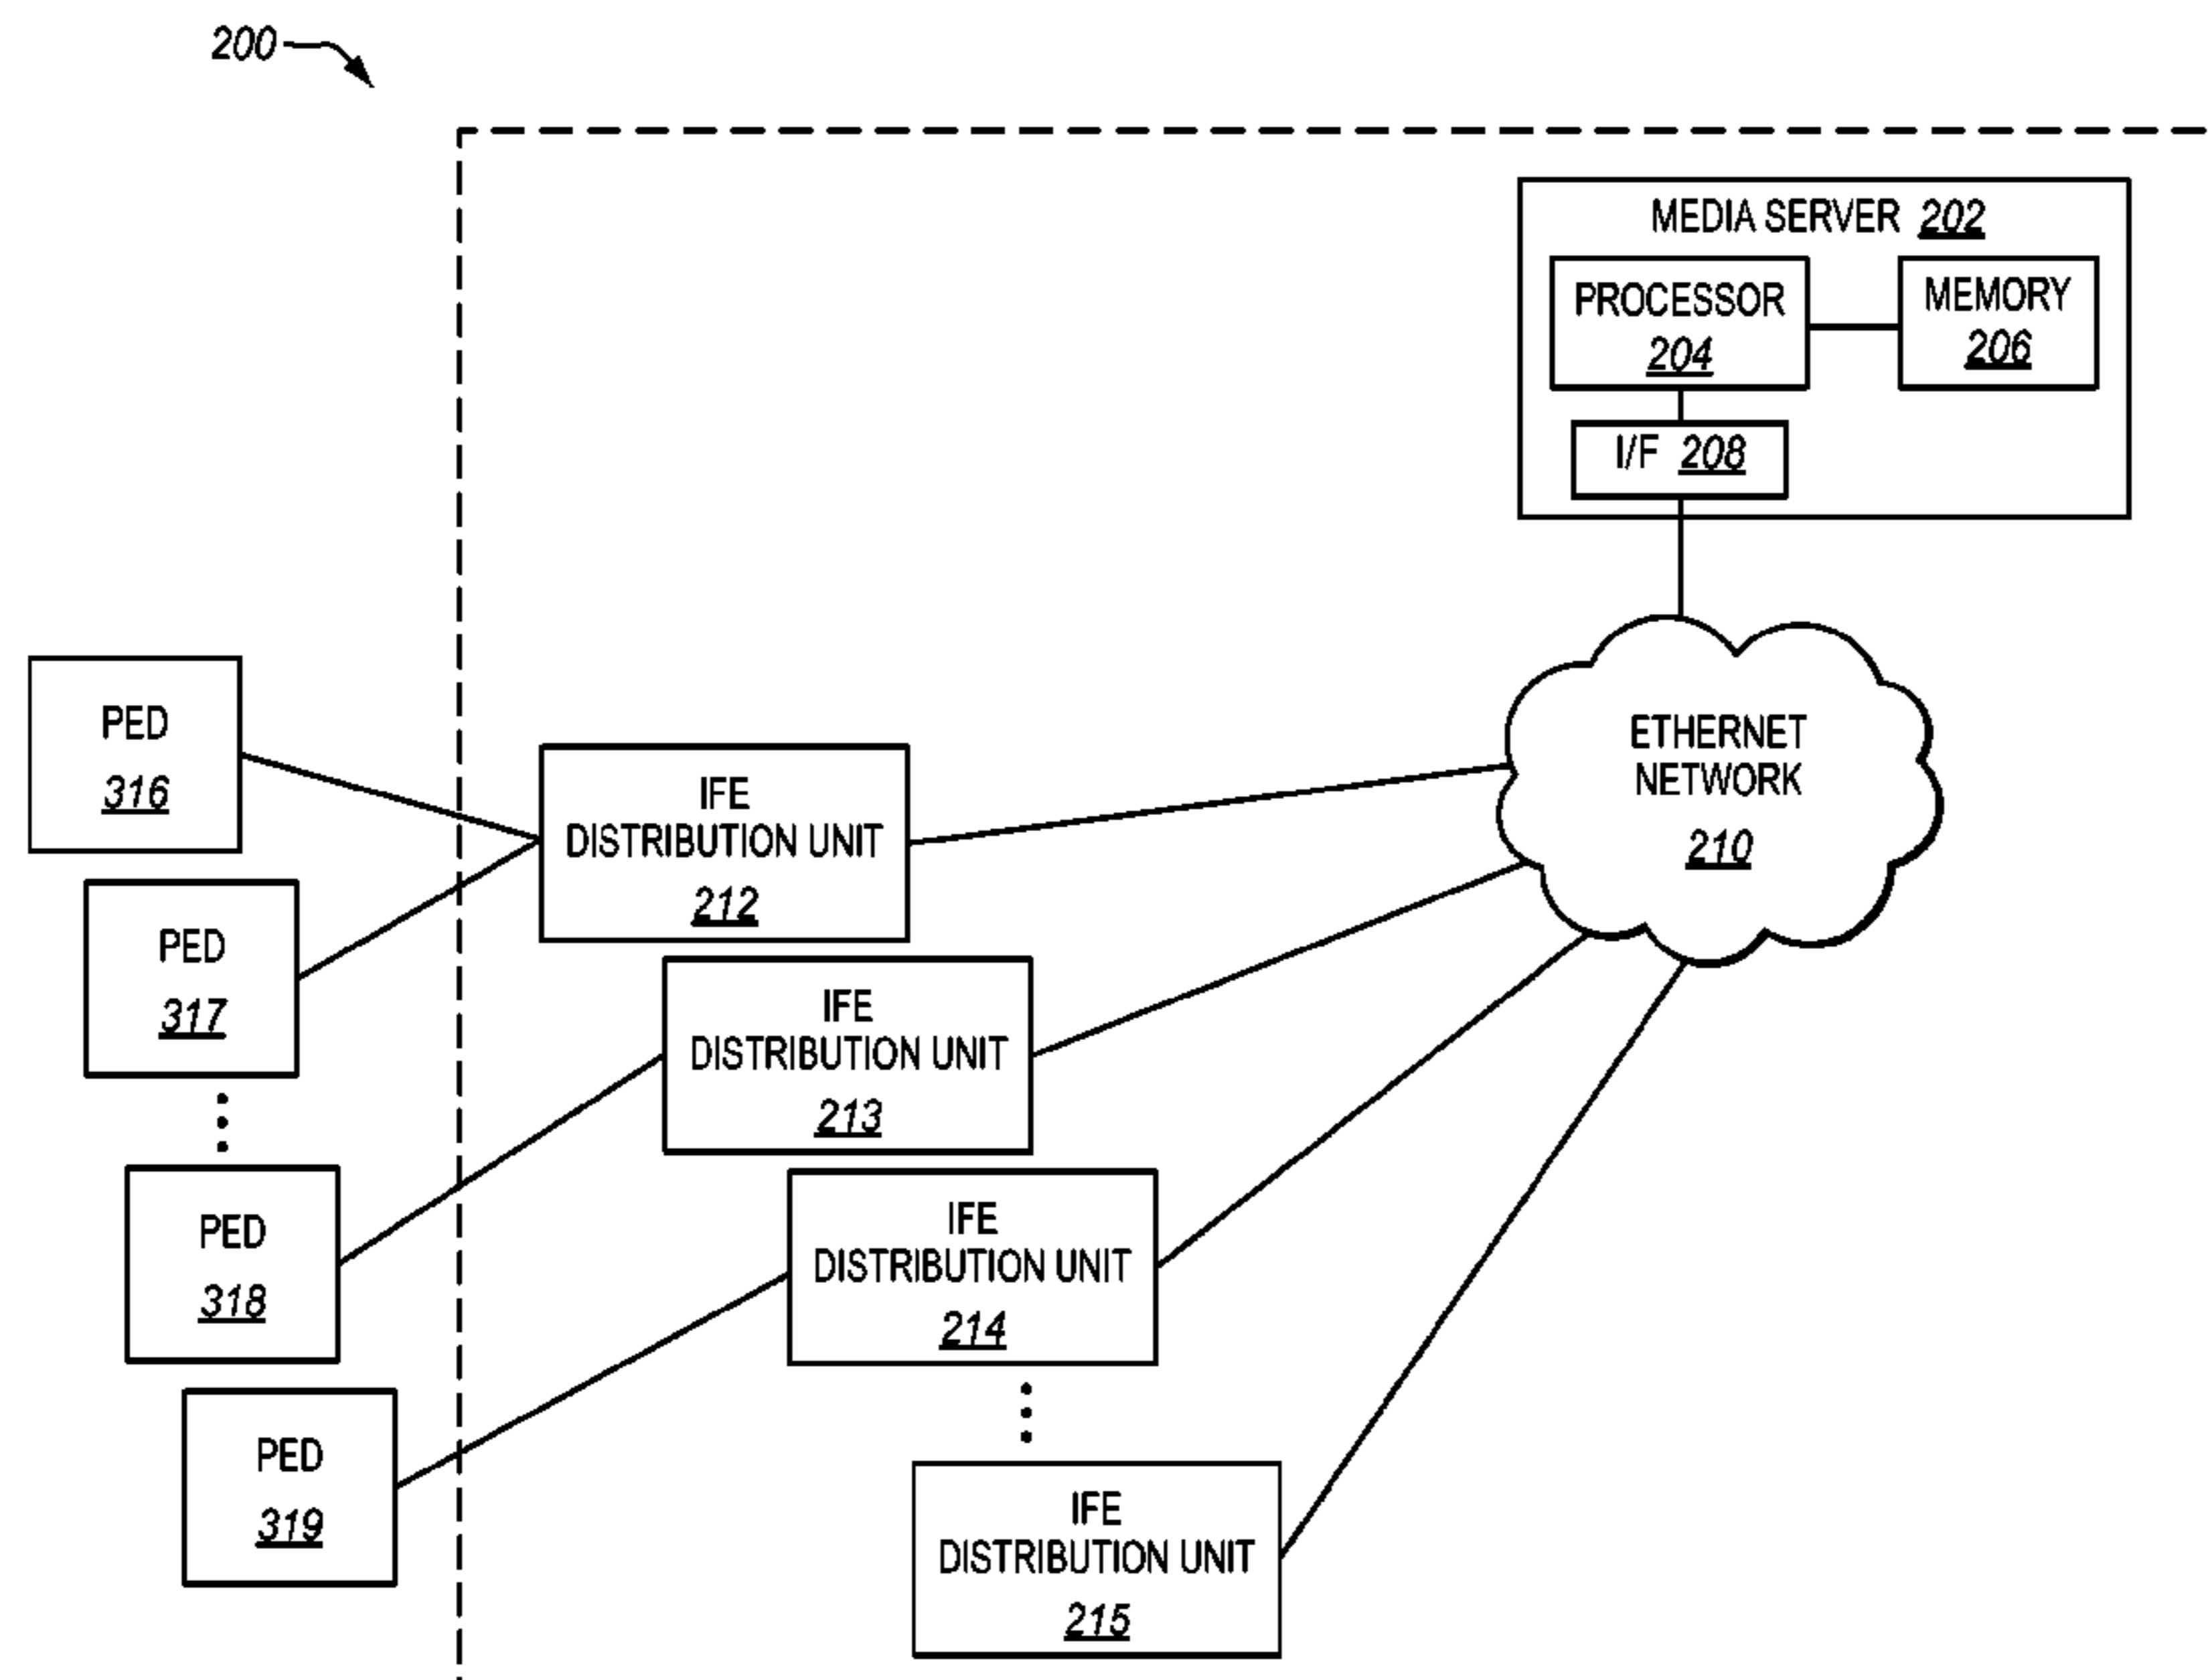 200
MEDIA SERVER 202
PROCESSOR
204
MEMORY
206
I/F 208
ETHERNET
NETWORK
210
PED
316
IFE
DISTRIBUTION UNIT
212
PED
317
IFE
DISTRIBUTION UNIT
213
PED
318
IFE
DISTRIBUTION UNIT
214
PED
319
IFE
DISTRIBUTION UNIT
215